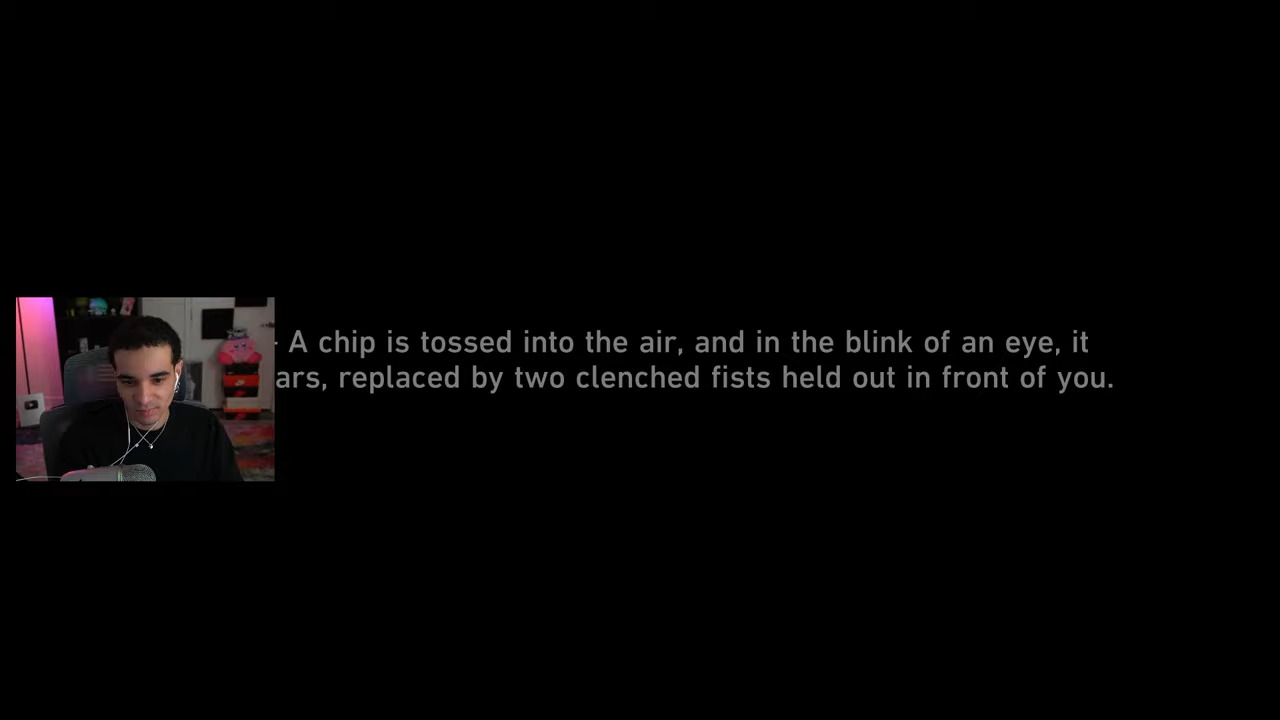 A chip is tossed into the air, and in the blink of an eye, it
ars, replaced by two clenched fists held out in front of you.